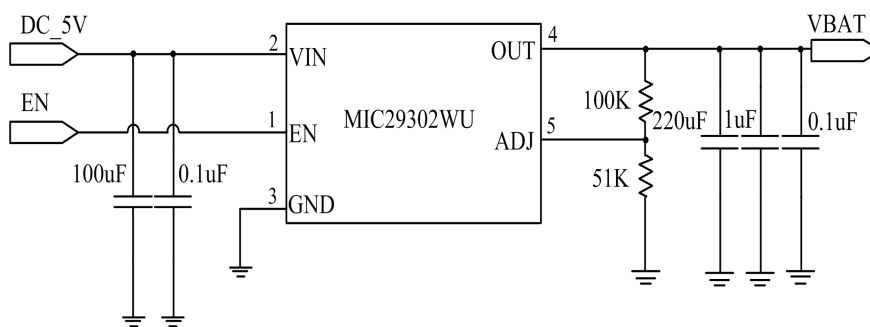 DC_5V
2
VIN
OUT
4
VBAT
EN
1
EN
MIC29302WU
ADJ
5
100K
220uF
1uF
0.1uF
100uF
0.1uF
3
GND
51K